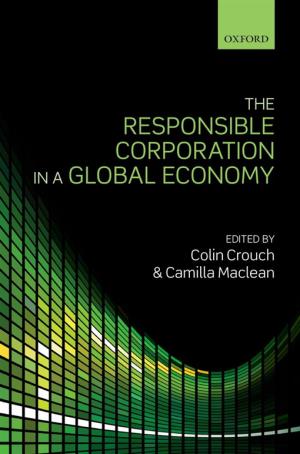 OXFORD
THE
RESPONSIBLE
CORPORATION
IN A GLOBAL ECONOMY
EDITED BY
Colin Crouch
& Camilla Maclean